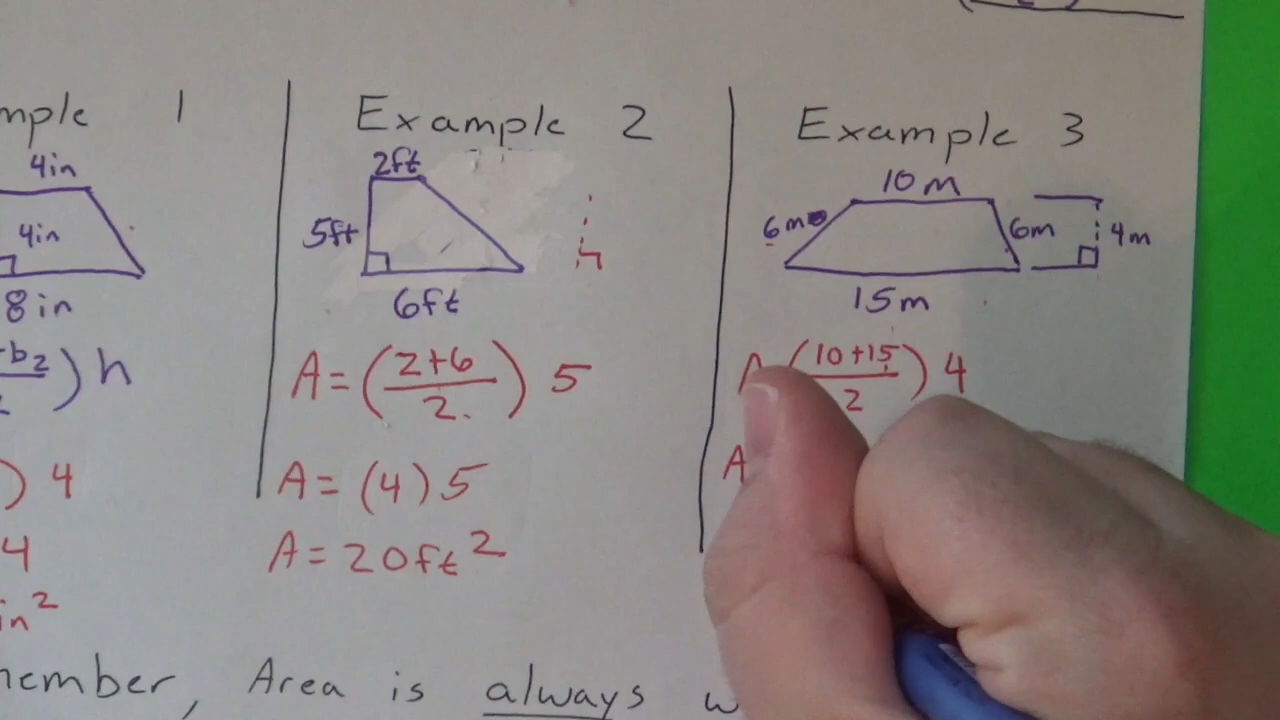 mple 1
4in
4in
8 in
b2) h
) 4
4
in²
Example 2
2ft
5ft
6ft
A = (2+6/2) 5
A = (4) 5
A = 20ft²
Example 3
10 m
6m
6m
4m
15m
A (10+15/2) 4
A
member, Area is always w